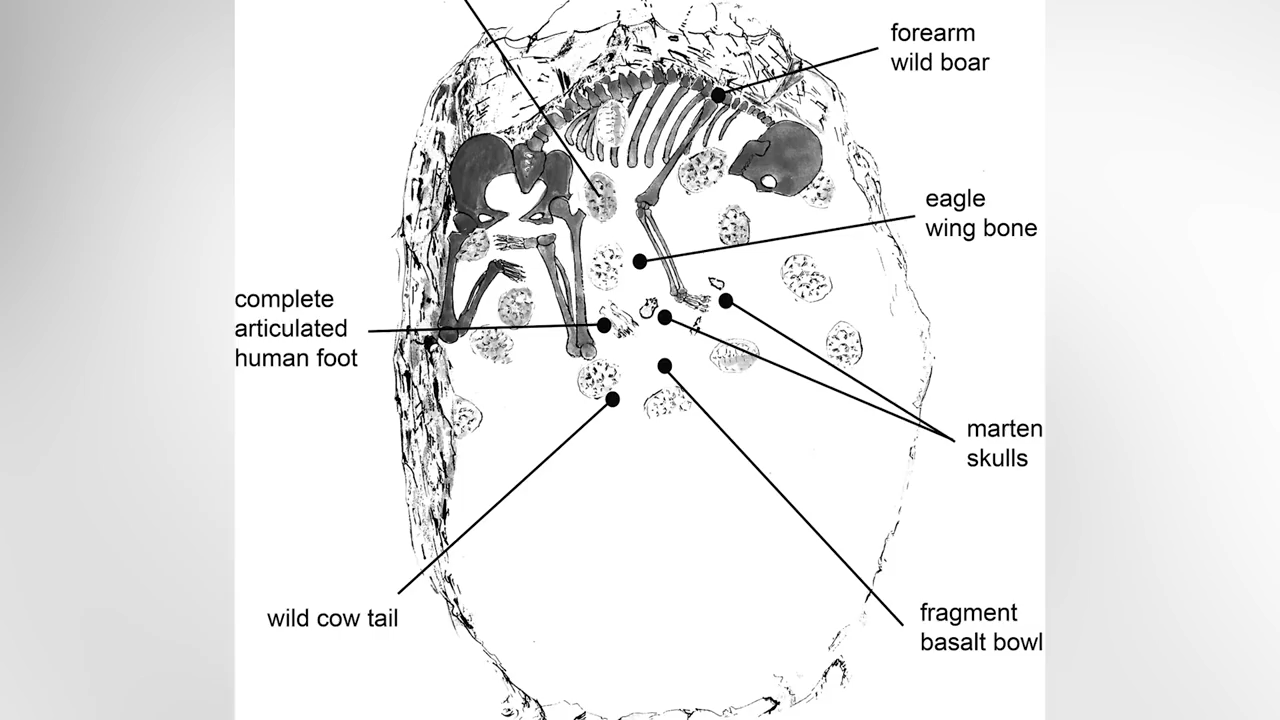 forearm
wild boar
eagle
wing bone
complete
articulated
human foot
marten
skulls
wild cow tail
fragment
basalt bowl